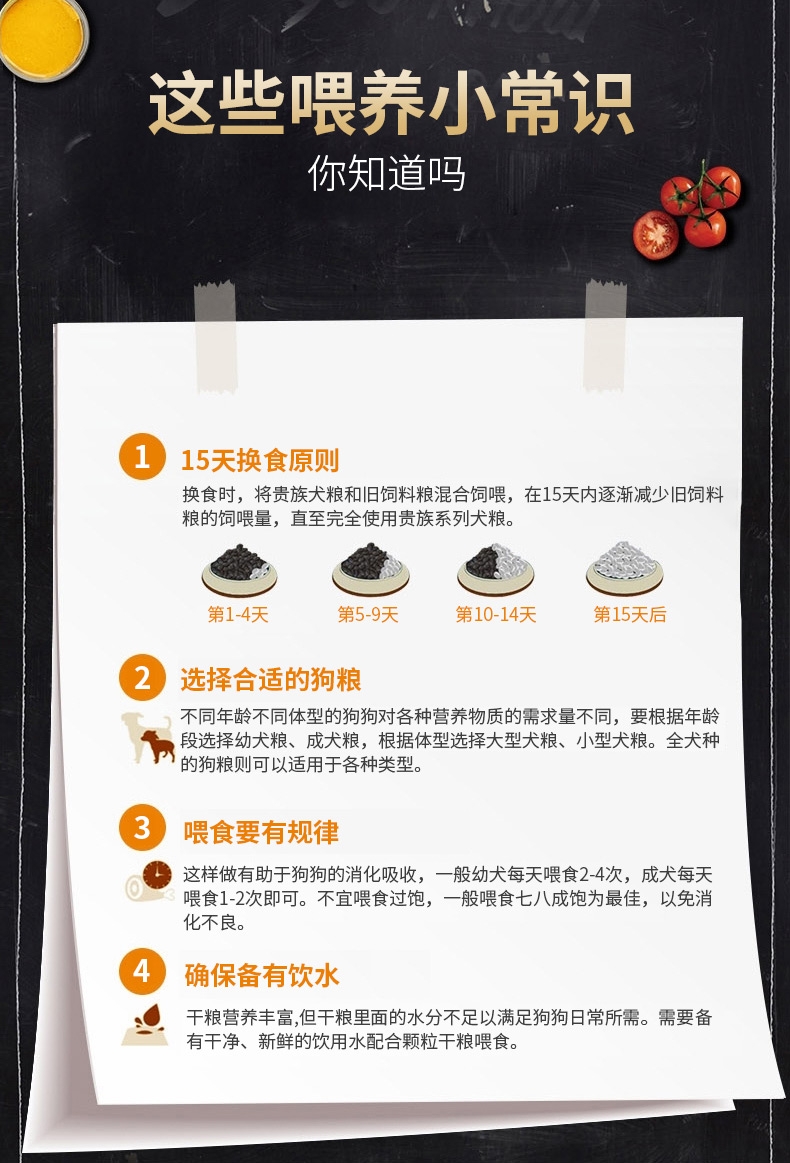 这些喂养小常识
你知道吗
1 15天换食原则
换食时，将贵族犬粮和旧饲料粮混合饲喂，在15天内逐渐减少旧饲料
粮的饲喂量，直至完全使用贵族系列犬粮。
第1-4天 第5-9天 第10-14天 第15天后
2 选择合适的狗粮
不同年龄不同体型的狗狗对各种营养物质的需求量不同，要根据年龄
段选择幼犬粮、成犬粮，根据体型选择大型犬粮、小型犬粮。全犬种
的狗粮则可以适用于各种类型。
3 喂食要有规律
这样做有助于狗狗的消化吸收，一般幼犬每天喂食2-4次，成犬每天
喂食1-2次即可。不宜喂食过饱，一般喂食七八成饱为最佳，以免消
化不良。
4 确保备有饮水
干粮营养丰富,但干粮里面的水分不足以满足狗狗日常所需。需要备
有干净、新鲜的饮用水配合颗粒干粮喂食。